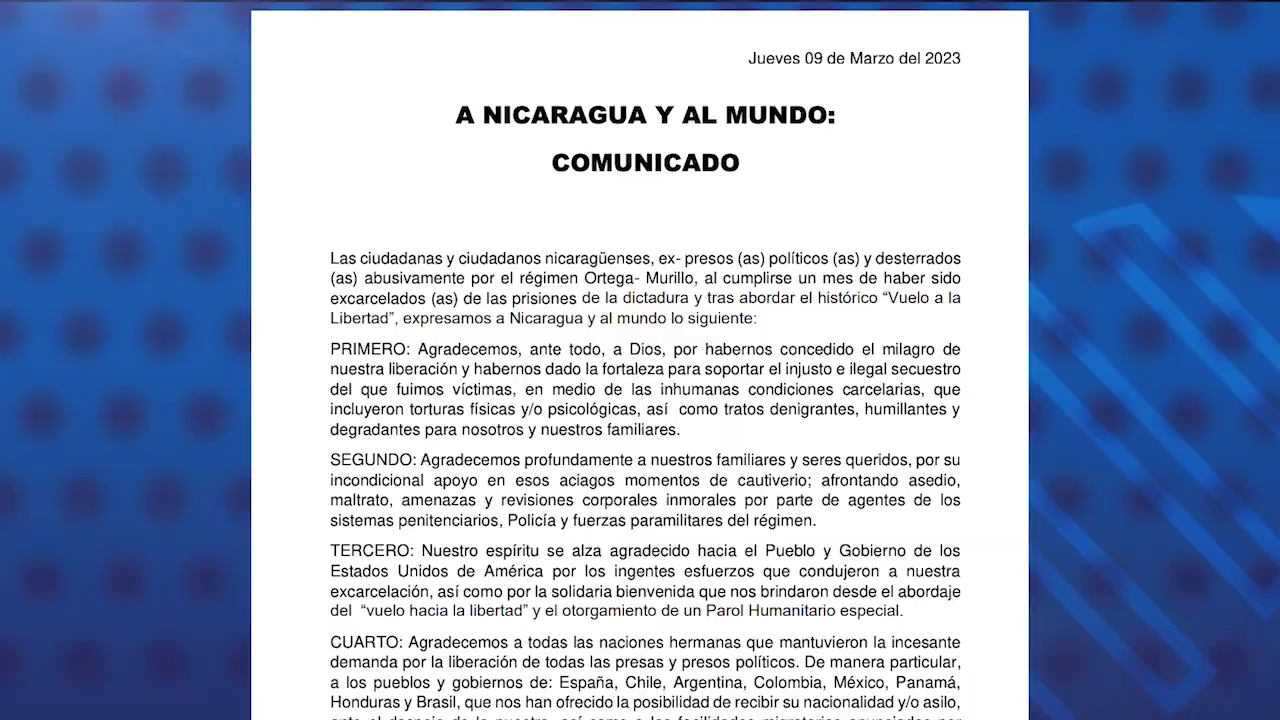 Jueves 09 de Marzo del 2023
A NICARAGUA Y AL MUNDO:
COMUNICADO
Las ciudadanas y ciudadanos nicaragüenses, ex- presos (as) políticos (as) y desterrados
(as) abusivamente por el régimen Ortega- Murillo, al cumplirse un mes de haber sido
excarcelados (as) de las prisiones de la dictadura y tras abordar el histórico “Vuelo a la
Libertad”, expresamos a Nicaragua y al mundo lo siguiente:
PRIMERO: Agradecemos, ante todo, a Dios, por habernos concedido el milagro de
nuestra liberación y habernos dado la fortaleza para soportar el injusto e ilegal secuestro
del que fuimos víctimas, en medio de las inhumanas condiciones carcelarias, que
incluyeron torturas físicas y/o psicológicas, así como tratos denigrantes, humillantes y
degradantes para nosotros y nuestros familiares.
SEGUNDO: Agradecemos profundamente a nuestros familiares y seres queridos, por su
incondicional apoyo en esos aciagos momentos de cautiverio; afrontando asedio,
maltrato, amenazas y revisiones corporales inmorales por parte de agentes de los
sistemas penitenciarios, Policía y fuerzas paramilitares del régimen.
TERCERO: Nuestro espíritu se alza agradecido hacia el Pueblo y Gobierno de los
Estados Unidos de América por los ingentes esfuerzos que condujeron a nuestra
excarcelación, así como por la solidaria bienvenida que nos brindaron desde el abordaje
del “vuelo hacia la libertad” y el otorgamiento de un Parol Humanitario especial.
CUARTO: Agradecemos a todas las naciones hermanas que mantuvieron la incesante
demanda por la liberación de todas las presas y presos políticos. De manera particular,
a los pueblos y gobiernos de: España, Chile, Argentina, Colombia, México, Panamá,
Honduras y Brasil, que nos han ofrecido la posibilidad de recibir su nacionalidad y/o asilo,